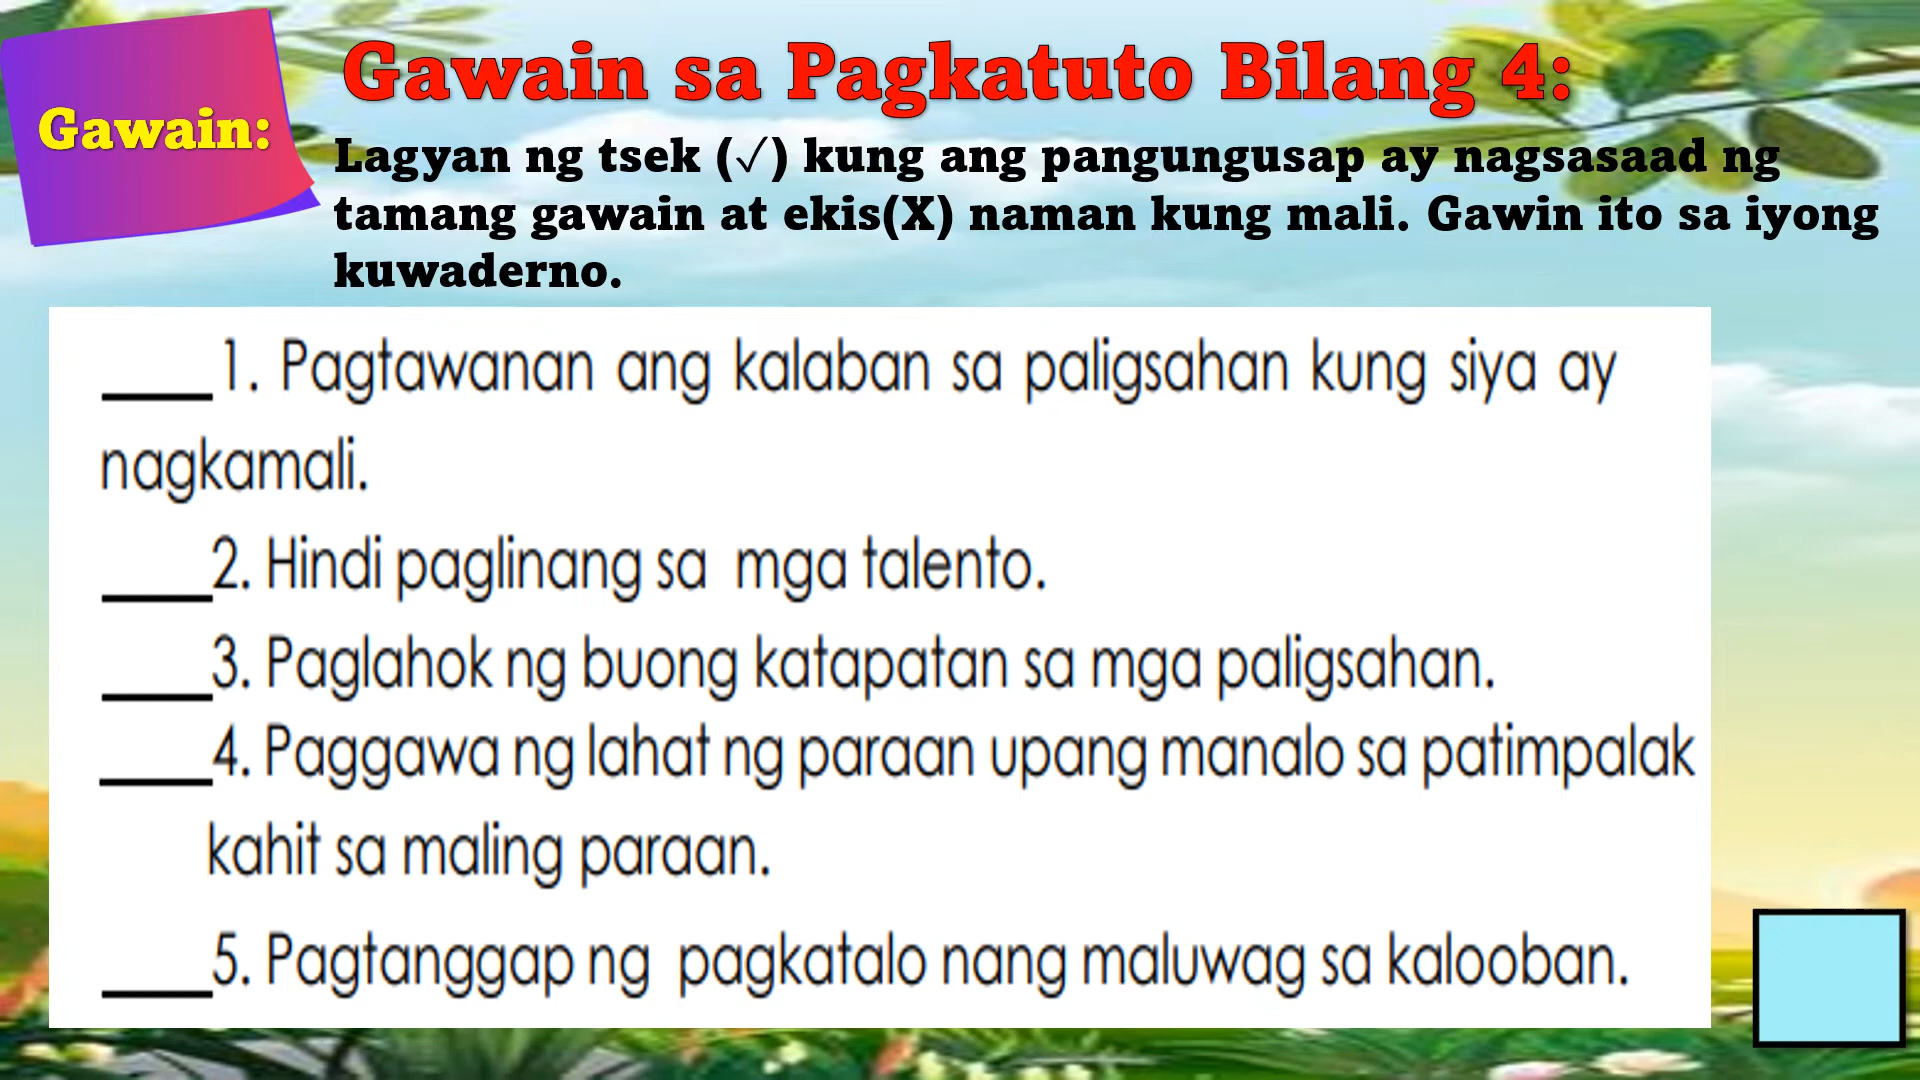 Gawain:
Gawain sa Pagkatuto Bilang 4:
Lagyan ng tsek (✓) kung ang pangungusap ay nagsasaad ng
tamang gawain at ekis(X) naman kung mali. Gawin ito sa iyong
kuwaderno.
____1. Pagtawanan ang kalaban sa paligsahan kung siya ay
nagkamali.
____2. Hindi paglinang sa mga talento.
____3. Paglahok ng buong katapatan sa mga paligsahan.
____4. Paggawa ng lahat ng paraan upang manalo sa patimpalak
kahit sa maling paraan.
____5. Pagtanggap ng pagkatalo nang maluwag sa kalooban.